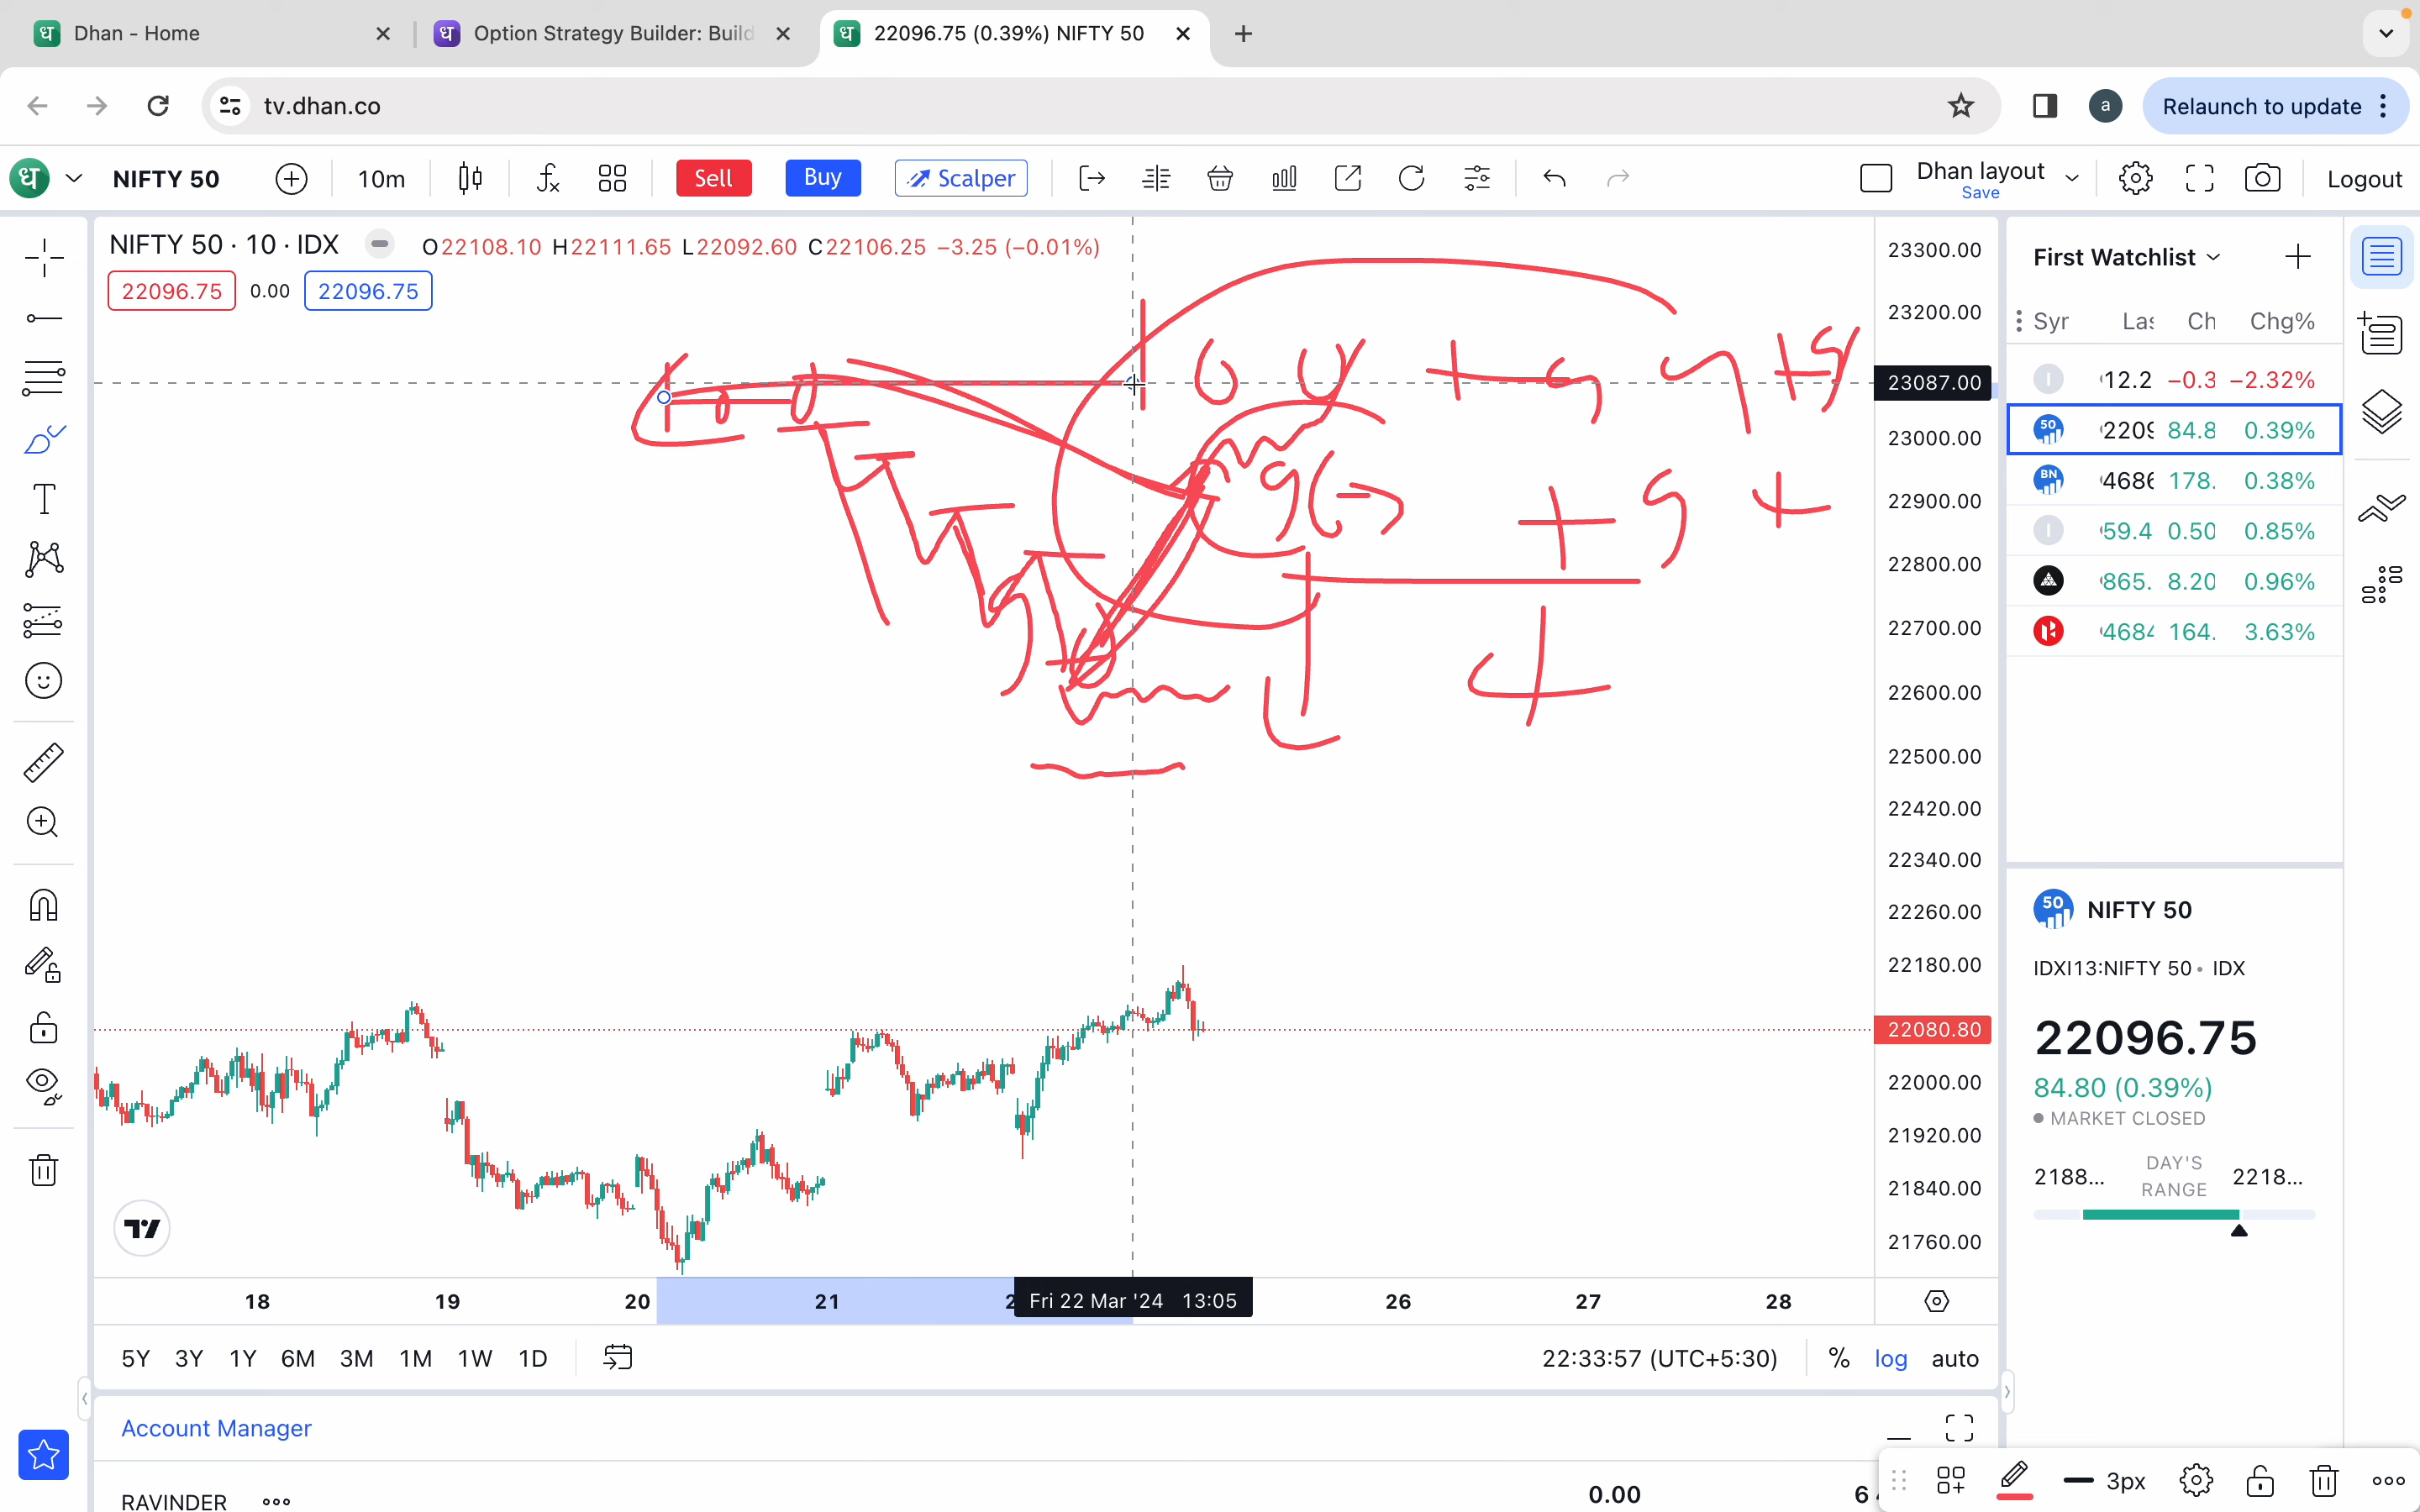 Dhan - Home
Option Strategy Builder: Build
22096.75 (0.39%) NIFTY 50
tv.dhan.co
a
Relaunch to update
ध
NIFTY 50
10m
Sell
Buy
Scalper
Dhan layout
Save
Logout
NIFTY 50 · 10 · IDX
O22108.10 H22111.65 L22092.60 C22106.25 −3.25 (−0.01%)
22096.75 0.00 22096.75
23300.00
23200.00
23087.00
23000.00
22900.00
22800.00
22700.00
22600.00
22500.00
22420.00
22340.00
22260.00
22180.00
22080.80
22000.00
21920.00
21840.00
21760.00
18 19 20 21 Fri 22 Mar '24 13:05 26 27 28
5Y 3Y 1Y 6M 3M 1M 1W 1D
22:33:57 (UTC+5:30) % log auto
Account Manager
RAVINDER
0.00
3px
First Watchlist
Syr Las Ch Chg%
12.2 −0.3 −2.32%
2209 84.8 0.39%
BN 4686 178. 0.38%
59.4 0.50 0.85%
865. 8.20 0.96%
4684 164. 3.63%
50 NIFTY 50
IDXI13:NIFTY 50 • IDX
22096.75
84.80 (0.39%)
MARKET CLOSED
2188... DAY'S RANGE 2218...